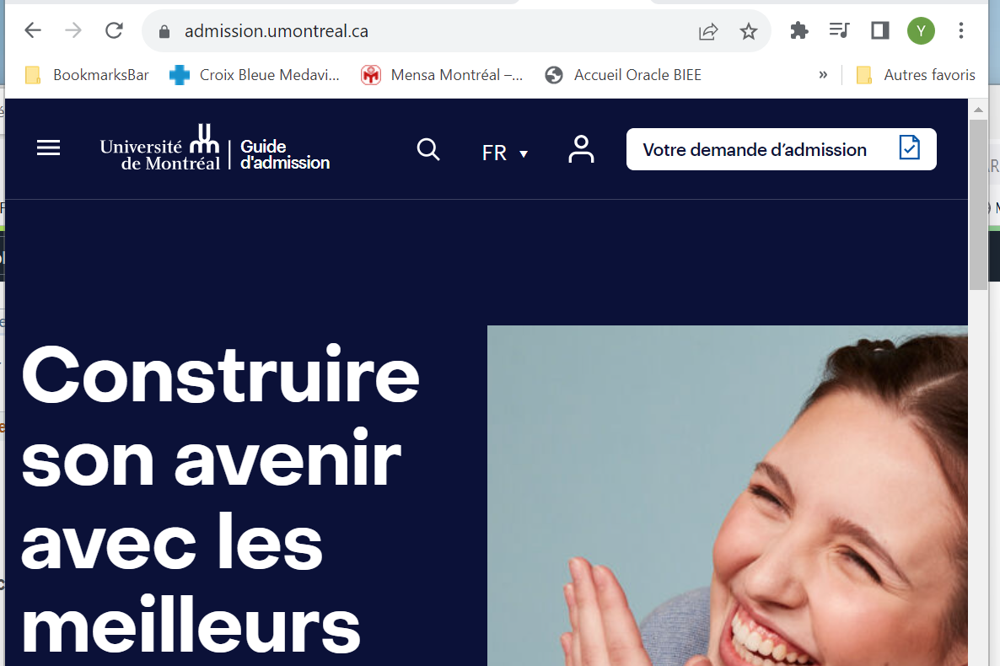 admission.umontreal.ca
Y
BookmarksBar
Croix Bleue Medavi...
Mensa Montréal –...
Accueil Oracle BIEE
»
Autres favoris
Université
de Montréal
Guide
d'admission
FR
Votre demande d’admission
Construire
son avenir
avec les
meilleurs